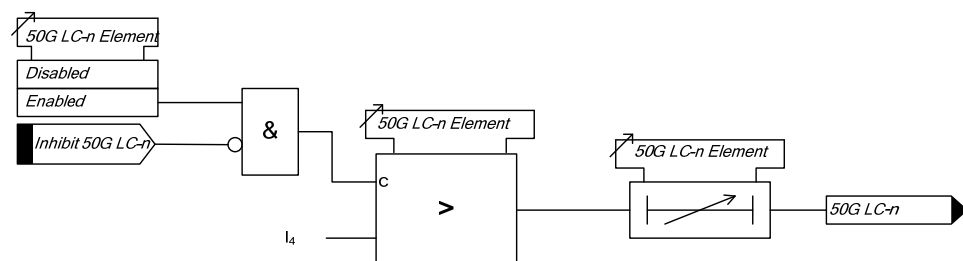 50G LC-n Element
Disabled
Enabled
Inhibit 50G LC-n
&
50G LC-n Element
C
>
I₄
50G LC-n Element
50G LC-n